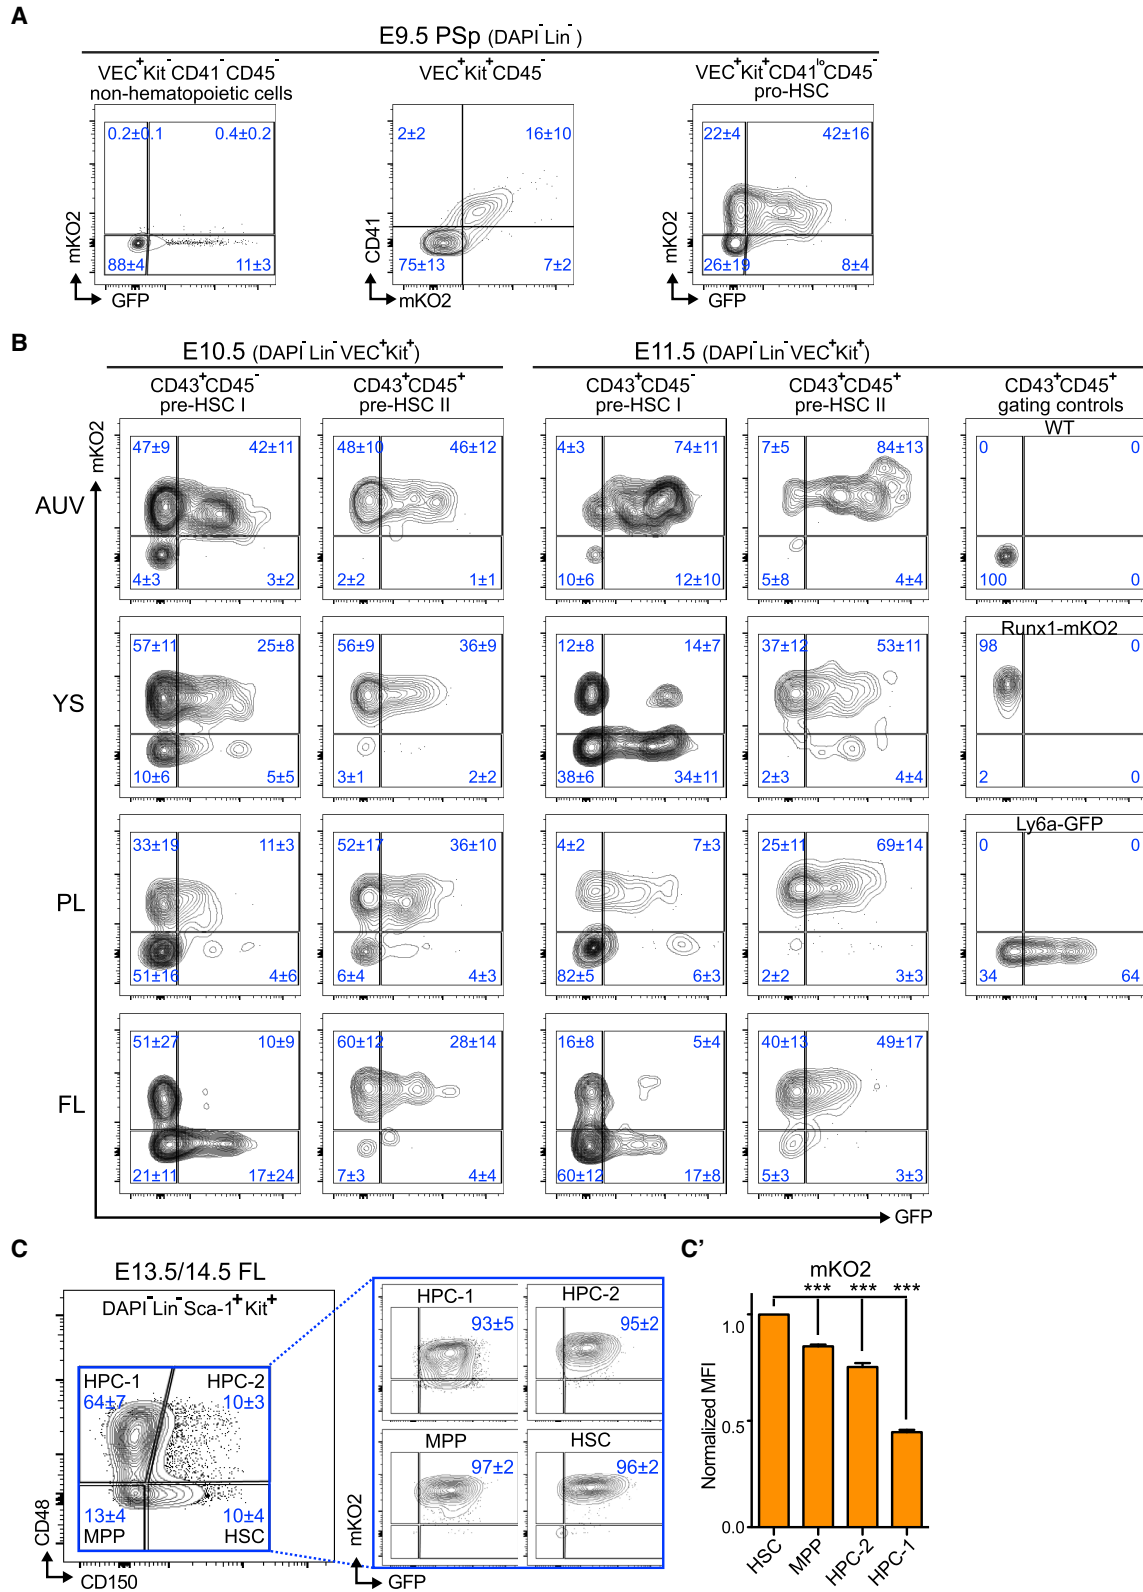 A
E9.5 PSp (DAPI⁻Lin⁻)
VEC⁺Kit⁻CD41⁻CD45⁻
non-hematopoietic cells
VEC⁺Kit⁺CD45⁻
VEC⁺Kit⁺CD41ˡᵒCD45⁻
pro-HSC
0.2±0.1 0.4±0.2
88±4 11±3
mKO2
GFP
2±2 16±10
75±13 7±2
CD41
mKO2
22±4 42±16
26±19 8±4
mKO2
GFP
B
E10.5 (DAPI⁻Lin⁻VEC⁺Kit⁺)
E11.5 (DAPI⁻Lin⁻VEC⁺Kit⁺)
CD43⁺CD45⁻
pre-HSC I
CD43⁺CD45⁺
pre-HSC II
CD43⁺CD45⁻
pre-HSC I
CD43⁺CD45⁺
pre-HSC II
CD43⁺CD45⁺
gating controls
mKO2
WT
AUV
47±9 42±11 48±10 46±12 4±3 74±11 7±5 84±13 0 0
4±3 3±2 2±2 1±1 10±6 12±10 5±8 4±4 100 0
Runx1-mKO2
YS
57±11 25±8 56±9 36±9 12±8 14±7 37±12 53±11 98 0
10±6 5±5 3±1 2±2 38±6 34±11 2±3 4±4 2 0
Ly6a-GFP
PL
33±19 11±3 52±17 36±10 4±2 7±3 25±11 69±14 0 0
51±16 4±6 6±4 4±3 82±5 6±3 2±2 3±3 34 64
FL
51±27 10±9 60±12 28±14 16±8 5±4 40±13 49±17
21±11 17±24 7±3 4±4 60±12 17±8 5±3 3±3
GFP
C
E13.5/14.5 FL
DAPI⁻Lin⁻Sca-1⁺Kit⁺
HPC-1 HPC-2
64±7 10±3
13±4 10±4
MPP HSC
CD48
CD150
HPC-1
93±5
HPC-2
95±2
MPP
97±2
HSC
96±2
mKO2
GFP
C'
mKO2
*** *** ***
Normalized MFI
1.0
0.5
0.0
HSC
MPP
HPC-2
HPC-1